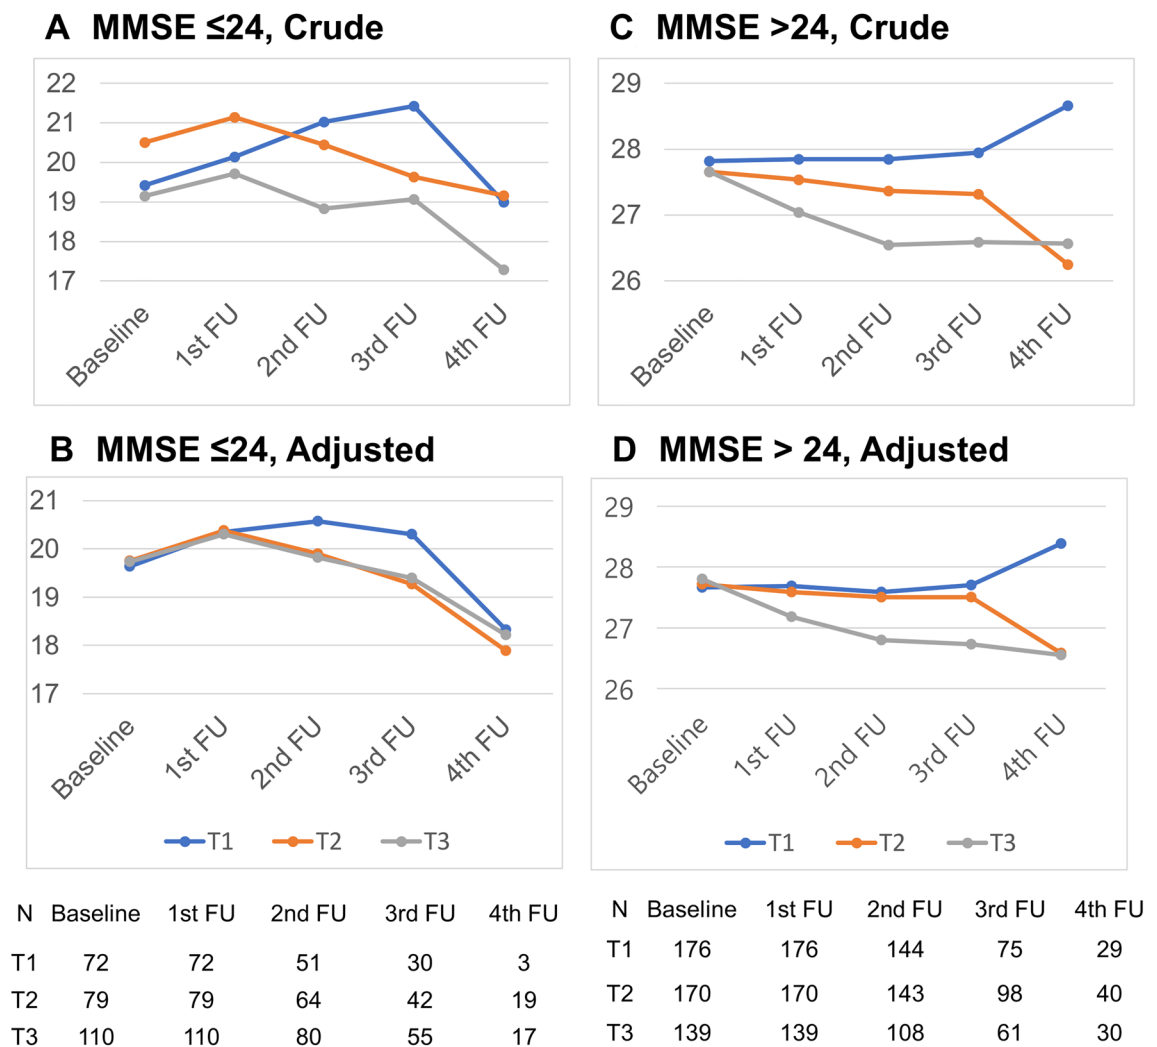 A MMSE ≤24, Crude
22
21
20
19
18
17
Baseline
1st FU
2nd FU
3rd FU
4th FU
C MMSE >24, Crude
29
28
27
26
Baseline
1st FU
2nd FU
3rd FU
4th FU
B MMSE ≤24, Adjusted
21
20
19
18
17
Baseline
1st FU
2nd FU
3rd FU
4th FU
T1 T2 T3
D MMSE > 24, Adjusted
29
28
27
26
Baseline
1st FU
2nd FU
3rd FU
4th FU
T1 T2 T3
N Baseline 1st FU 2nd FU 3rd FU 4th FU
T1 72 72 51 30 3
T2 79 79 64 42 19
T3 110 110 80 55 17
N Baseline 1st FU 2nd FU 3rd FU 4th FU
T1 176 176 144 75 29
T2 170 170 143 98 40
T3 139 139 108 61 30